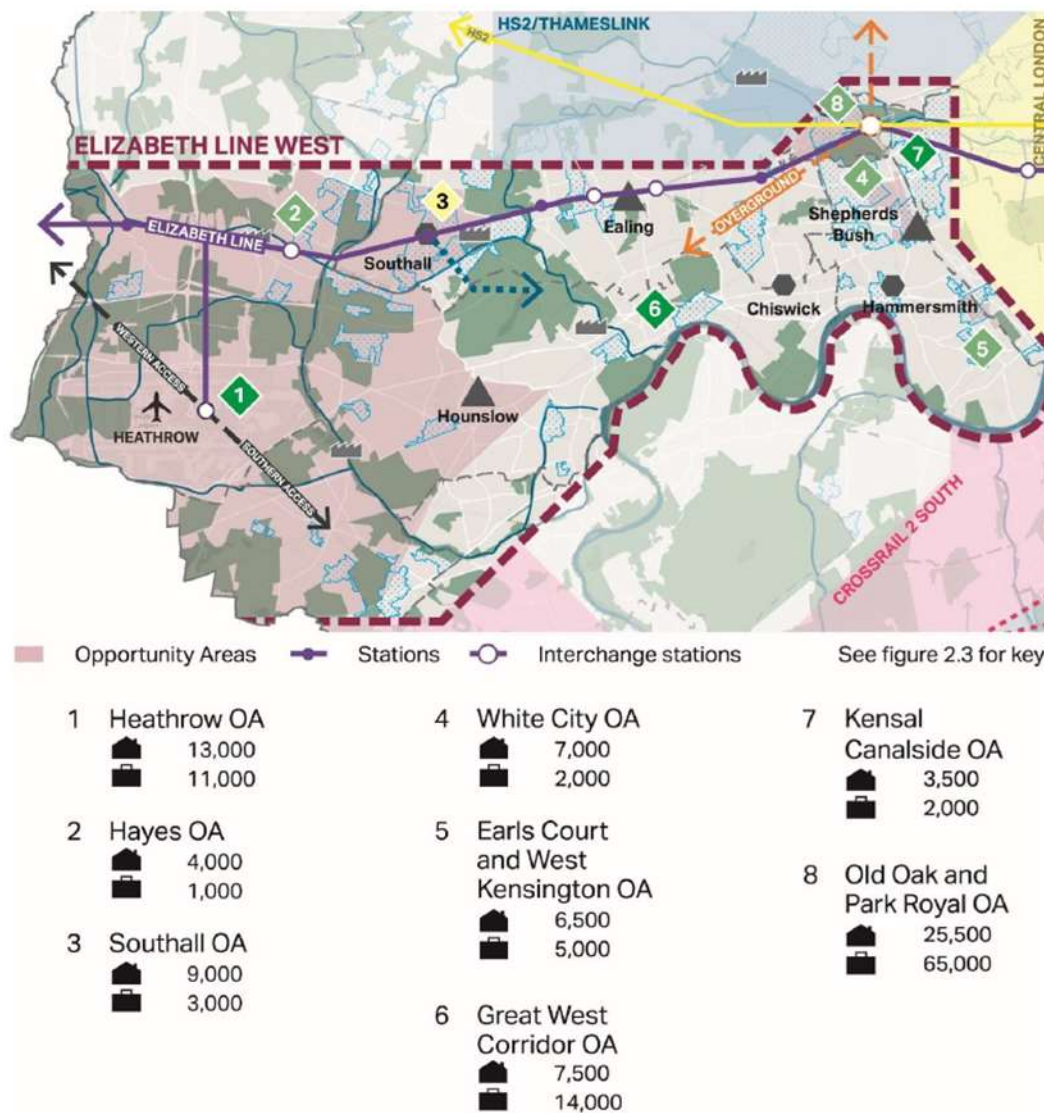 HS2/THAMESLINK
HS2
CENTRAL LONDON
8
ELIZABETH LINE WEST
7
2
3
4
OVERGROUND
Shepherds
Bush
ELIZABETH LINE
Ealing
Southall
6
Chiswick
Hammersmith
5
WESTERN ACCESS
1
HEATHROW
Hounslow
SOUTHERN ACCESS
CROSSRAIL 2 SOUTH
Opportunity Areas
Stations
Interchange stations
See figure 2.3 for key
1 Heathrow OA
13,000
11,000
2 Hayes OA
4,000
1,000
3 Southall OA
9,000
3,000
4 White City OA
7,000
2,000
5 Earls Court
and West
Kensington OA
6,500
5,000
6 Great West
Corridor OA
7,500
14,000
7 Kensal
Canalside OA
3,500
2,000
8 Old Oak and
Park Royal OA
25,500
65,000